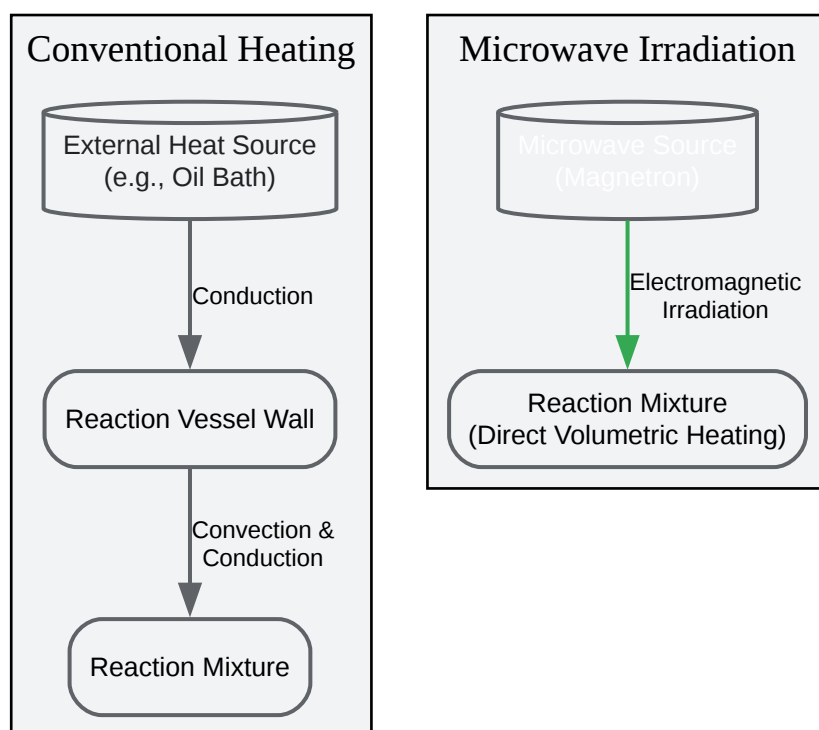 Conventional Heating
External Heat Source
(e.g., Oil Bath)
Conduction
Reaction Vessel Wall
Convection &
Conduction
Reaction Mixture
Microwave Irradiation
Microwave Source
(Magnetron)
Electromagnetic
Irradiation
Reaction Mixture
(Direct Volumetric Heating)